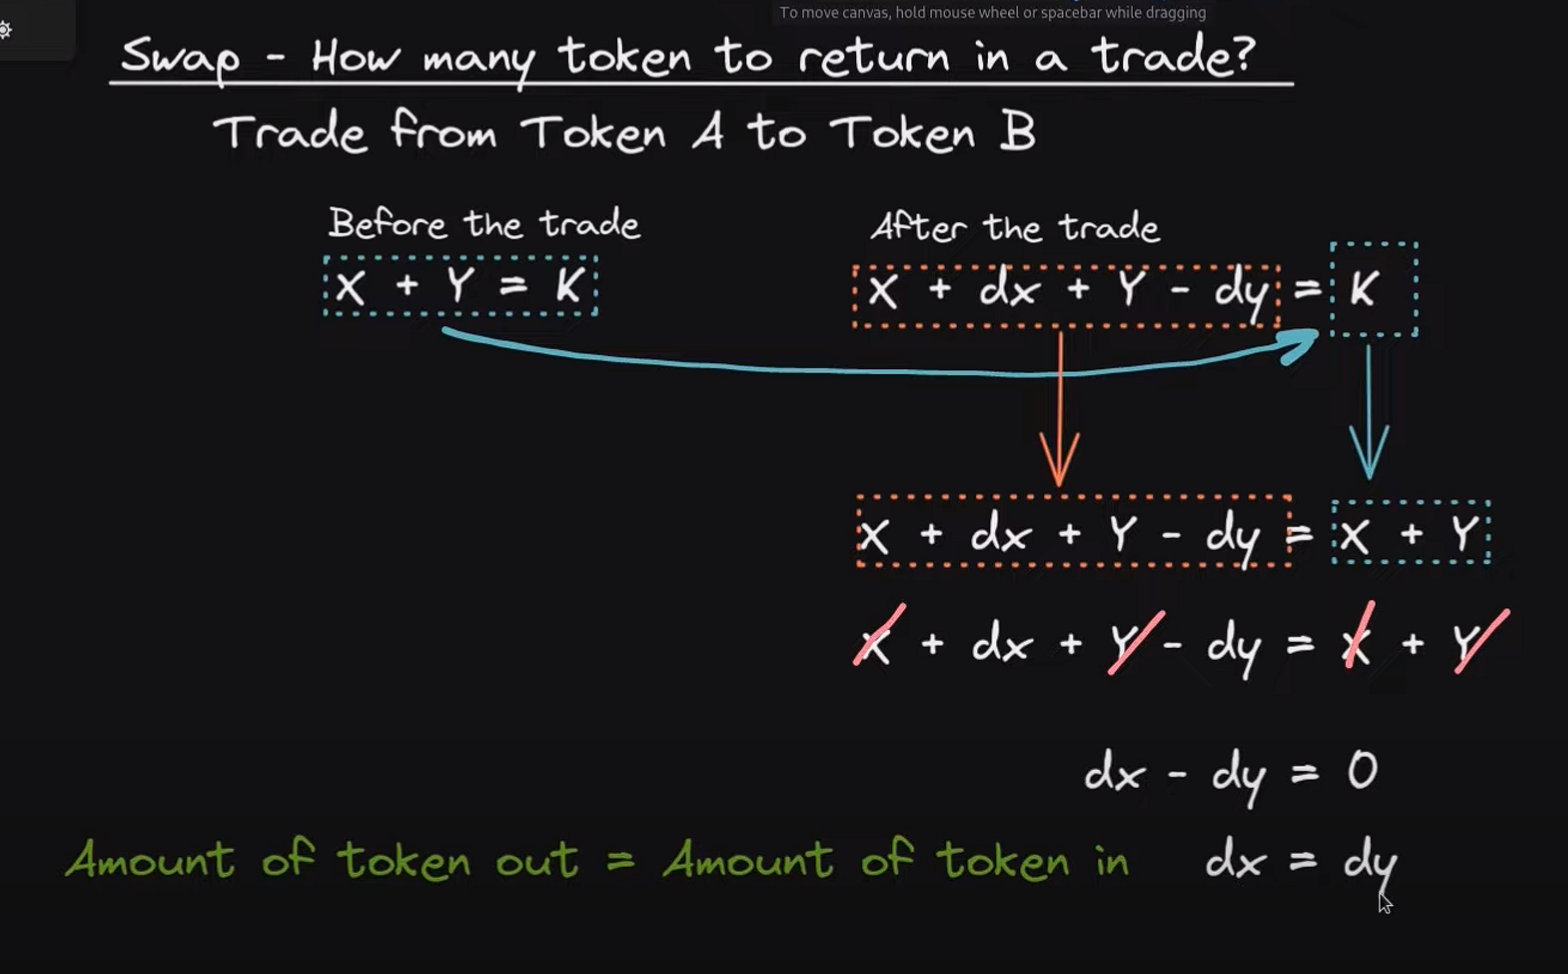 To move canvas, hold mouse wheel or spacebar while dragging
Swap - How many token to return in a trade?
Trade from Token A to Token B
Before the trade
After the trade
X + Y = K
X + dx + Y - dy = K
X + dx + Y - dy = X + Y
X + dx + Y - dy = X + Y
dx - dy = 0
Amount of token out = Amount of token in dx = dy